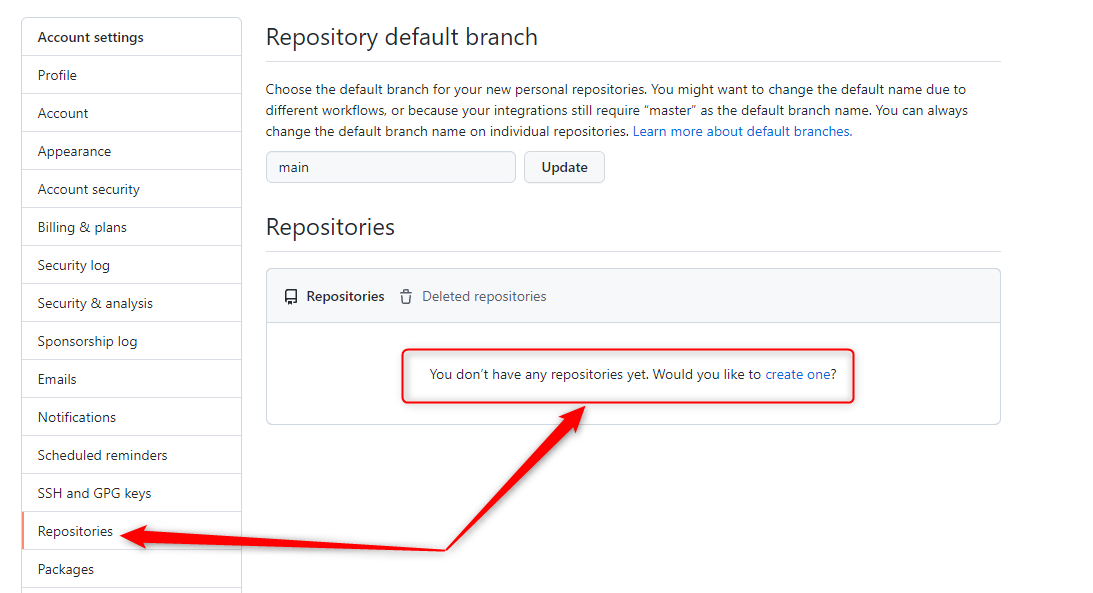 Account settings
Profile
Account
Appearance
Account security
Billing & plans
Security log
Security & analysis
Sponsorship log
Emails
Notifications
Scheduled reminders
SSH and GPG keys
Repositories
Packages
Repository default branch
Choose the default branch for your new personal repositories. You might want to change the default name due to
different workflows, or because your integrations still require “master” as the default branch name. You can always
change the default branch name on individual repositories. Learn more about default branches.
main
Update
Repositories
Repositories
Deleted repositories
You don’t have any repositories yet. Would you like to create one?